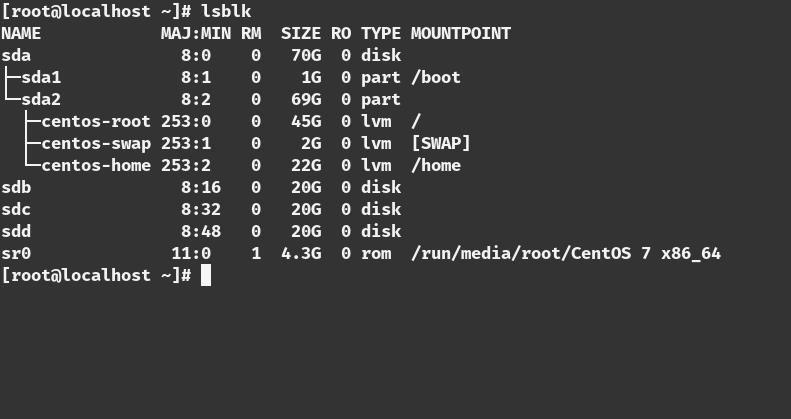 [root@localhost ~]# lsblk
NAME            MAJ:MIN RM  SIZE RO TYPE MOUNTPOINT
sda               8:0    0   70G  0 disk
├─sda1            8:1    0    1G  0 part /boot
└─sda2            8:2    0   69G  0 part
  ├─centos-root 253:0    0   45G  0 lvm  /
  ├─centos-swap 253:1    0    2G  0 lvm  [SWAP]
  └─centos-home 253:2    0   22G  0 lvm  /home
sdb               8:16   0   20G  0 disk
sdc               8:32   0   20G  0 disk
sdd               8:48   0   20G  0 disk
sr0              11:0    1  4.3G  0 rom  /run/media/root/CentOS 7 x86_64
[root@localhost ~]#